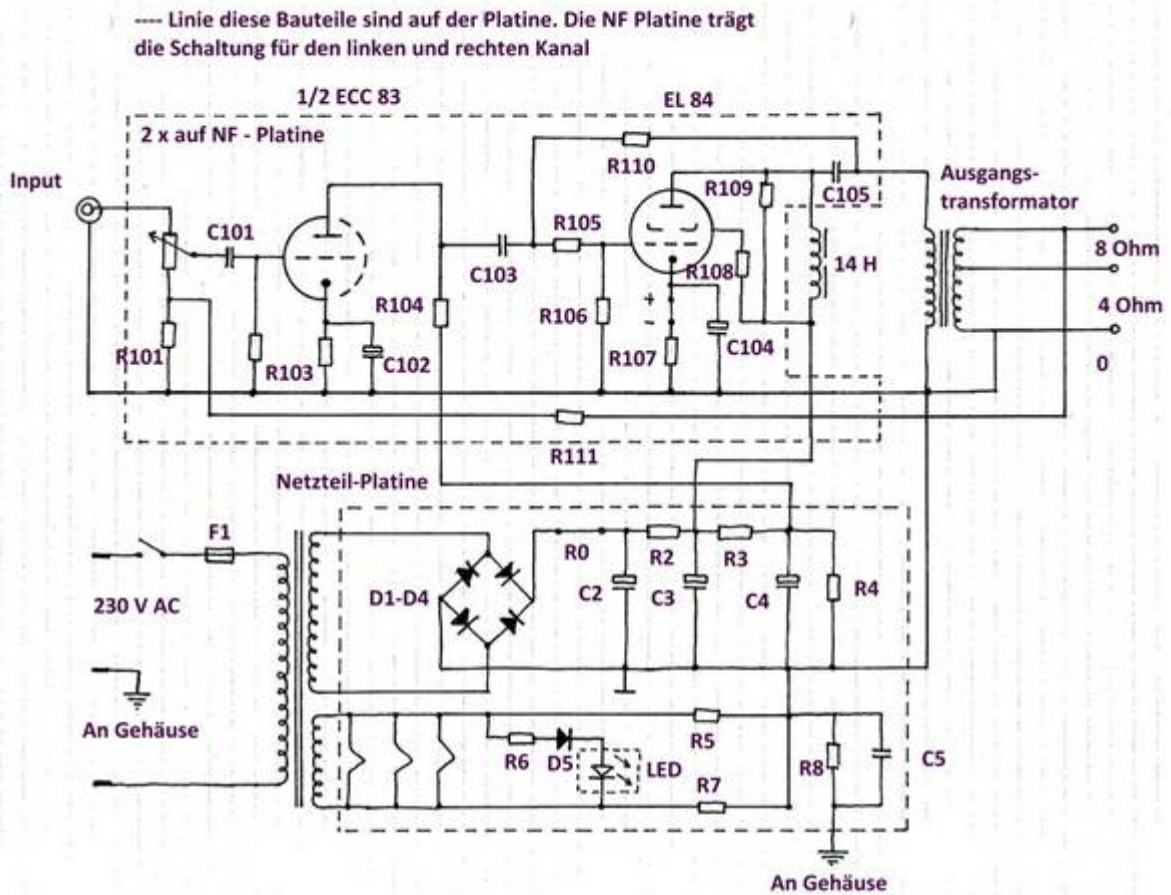 ---- Linie diese Bauteile sind auf der Platine. Die NF Platine trägt
die Schaltung für den linken und rechten Kanal
1/2 ECC 83
EL 84
2 x auf NF - Platine
Input
R110
R109
C105
Ausgangs-
transformator
C101
R105
C103
R108
14 H
8 Ohm
R104
R106
+
-
4 Ohm
R101
R103
C102
R107
C104
0
R111
Netzteil-Platine
F1
R0
R2
R3
230 V AC
D1-D4
C2
C3
C4
R4
An Gehäuse
R6
D5
LED
R5
R7
R8
C5
An Gehäuse